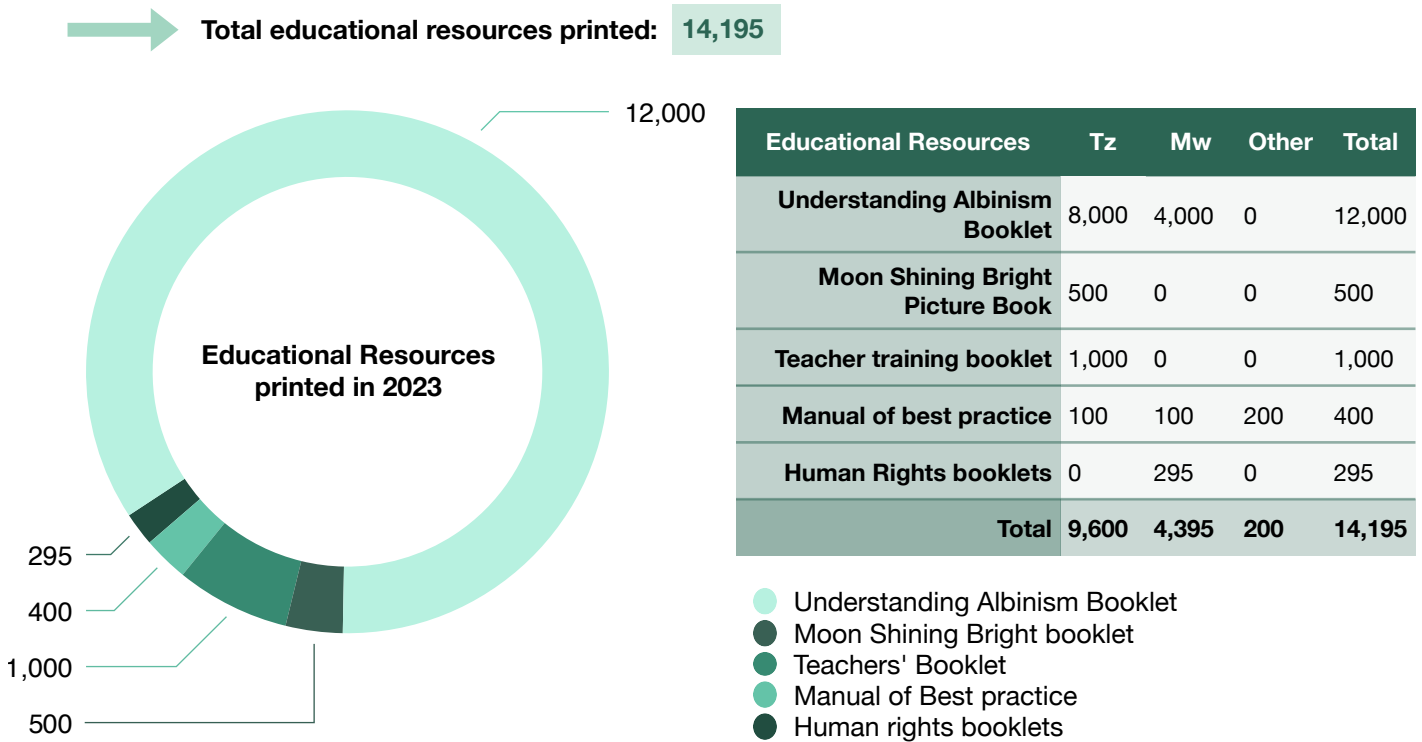 Total educational resources printed: 14,195
12,000
Educational Resources
printed in 2023
295
400
1,000
500
Educational Resources Tz Mw Other Total
Understanding Albinism
Booklet 8,000 4,000 0 12,000
Moon Shining Bright
Picture Book 500 0 0 500
Teacher training booklet 1,000 0 0 1,000
Manual of best practice 100 100 200 400
Human Rights booklets 0 295 0 295
Total 9,600 4,395 200 14,195
Understanding Albinism Booklet
Moon Shining Bright booklet
Teachers' Booklet
Manual of Best practice
Human rights booklets